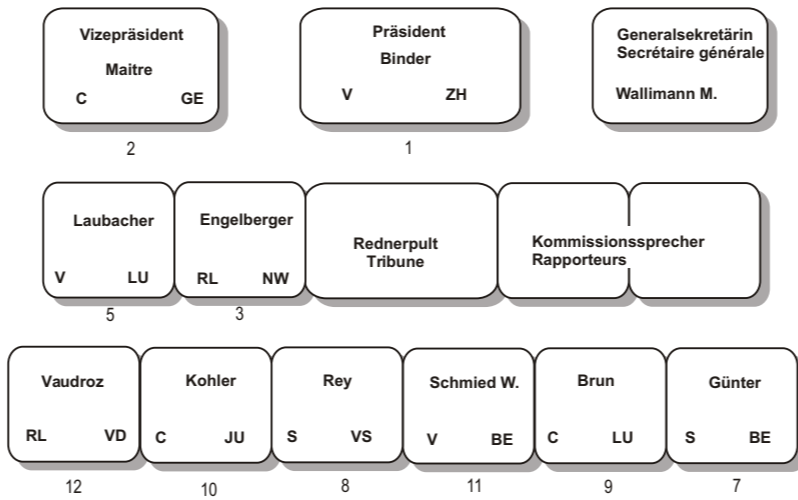 Vizepräsident
Maitre
C GE
2
Präsident
Binder
V ZH
1
Generalsekretärin
Secrétaire générale
Wallimann M.
Laubacher
V LU
5
Engelberger
RL NW
3
Rednerpult
Tribune
Kommissionssprecher
Rapporteurs
Vaudroz
RL VD
12
Kohler
C JU
10
Rey
S VS
8
Schmied W.
V BE
11
Brun
C LU
9
Günter
S BE
7